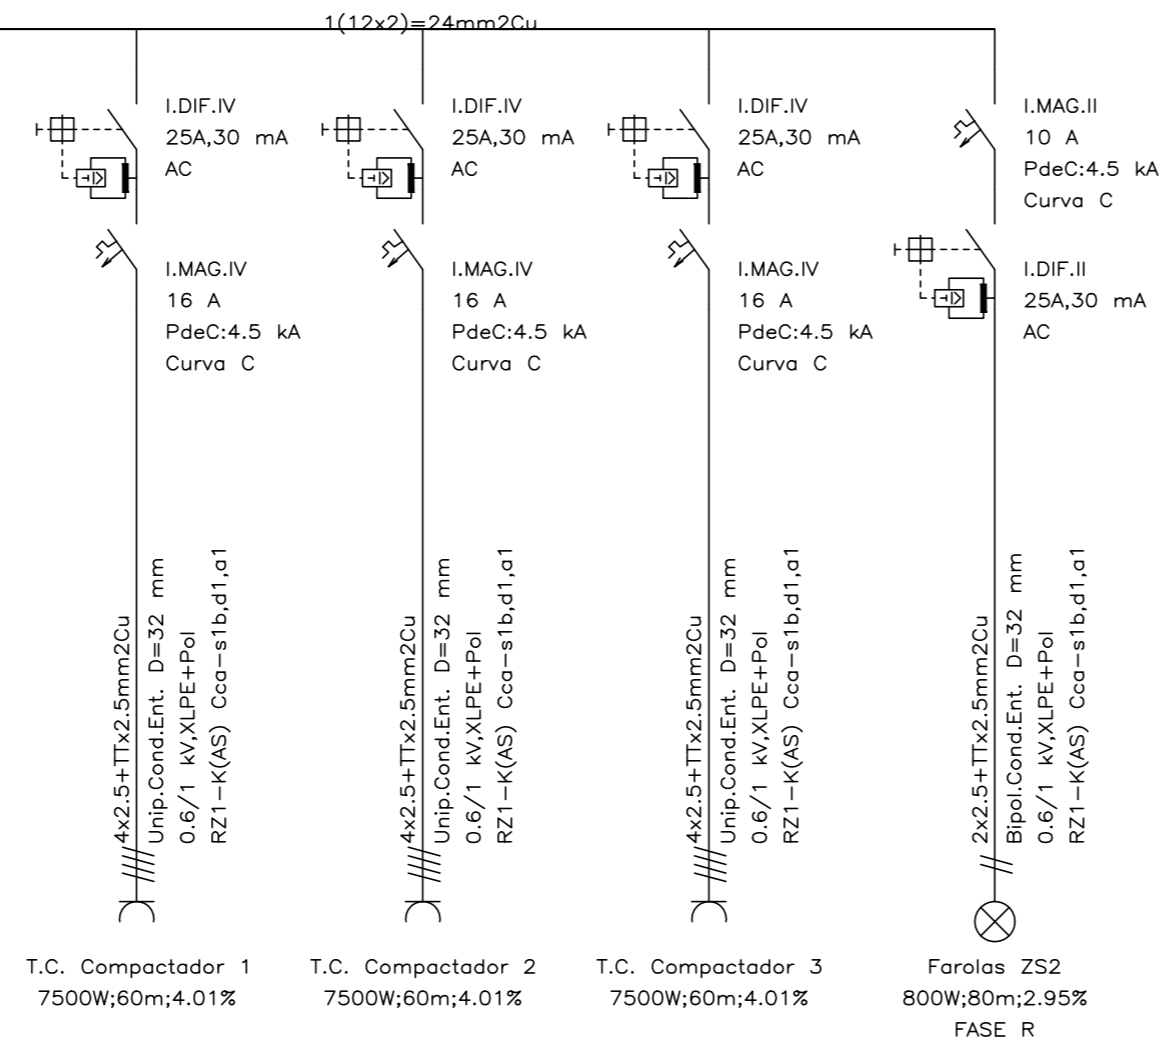 1(12x2)=24mm2Cu
I.DIF.IV
25A,30 mA
AC
I.MAG.IV
16 A
PdeC:4.5 kA
Curva C
4x2.5+TTx2.5mm2Cu
Unip.Cond.Ent. D=32 mm
0.6/1 kV,XLPE+Pol
RZ1-K(AS) Cca-s1b,d1,a1
T.C. Compactador 1
7500W;60m;4.01%
I.DIF.IV
25A,30 mA
AC
I.MAG.IV
16 A
PdeC:4.5 kA
Curva C
4x2.5+TTx2.5mm2Cu
Unip.Cond.Ent. D=32 mm
0.6/1 kV,XLPE+Pol
RZ1-K(AS) Cca-s1b,d1,a1
T.C. Compactador 2
7500W;60m;4.01%
I.DIF.IV
25A,30 mA
AC
I.MAG.IV
16 A
PdeC:4.5 kA
Curva C
4x2.5+TTx2.5mm2Cu
Unip.Cond.Ent. D=32 mm
0.6/1 kV,XLPE+Pol
RZ1-K(AS) Cca-s1b,d1,a1
T.C. Compactador 3
7500W;60m;4.01%
I.MAG.II
10 A
PdeC:4.5 kA
Curva C
I.DIF.II
25A,30 mA
AC
2x2.5+TTx2.5mm2Cu
Bipol.Cond.Ent. D=32 mm
0.6/1 kV,XLPE+Pol
RZ1-K(AS) Cca-s1b,d1,a1
Farolas ZS2
800W;80m;2.95%
FASE R